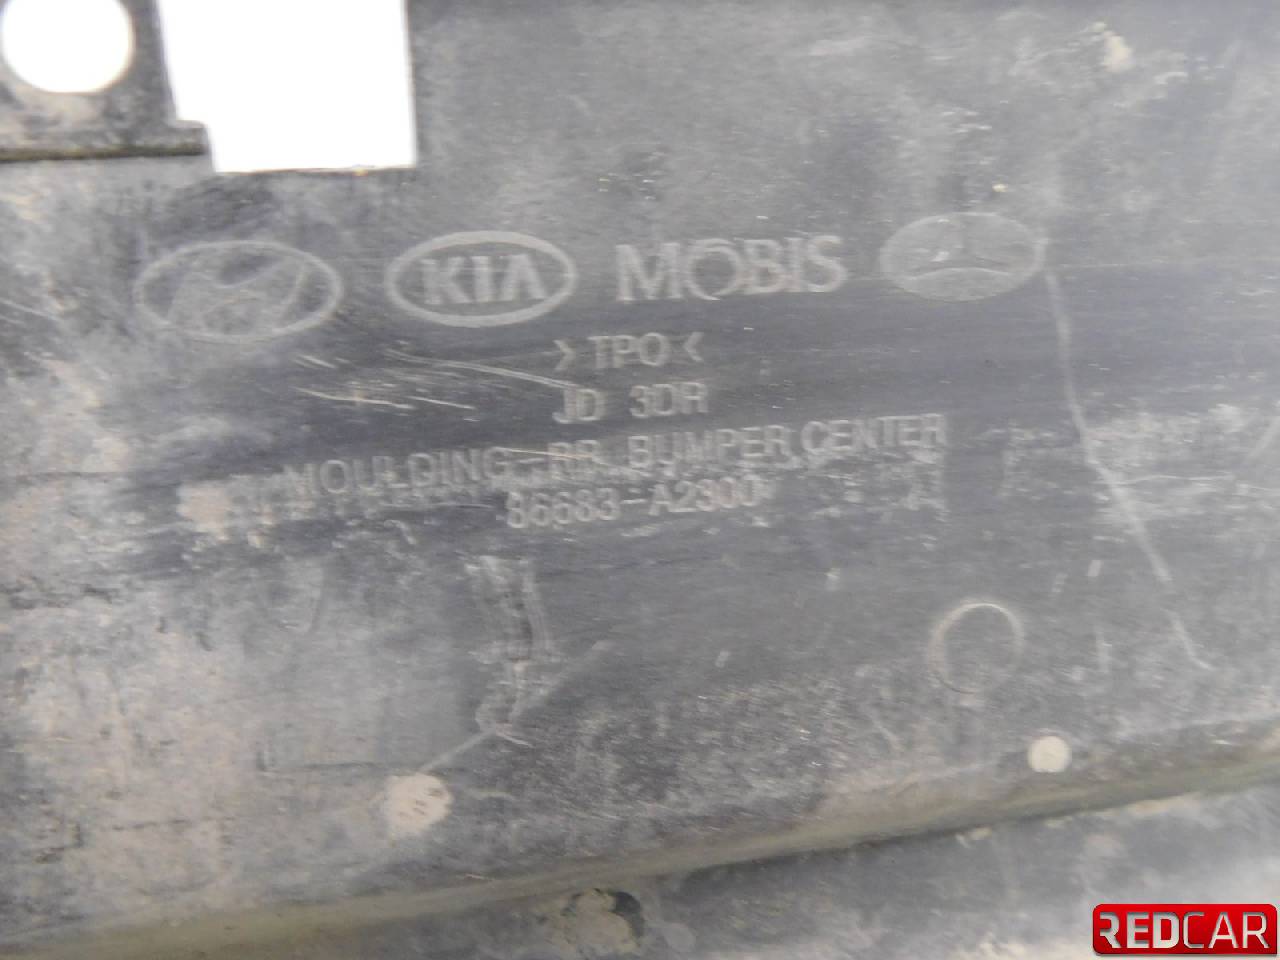 KIA MOBIS
>TPO<
JD 3DR
MOULDING-RR BUMPER CENTER
86683-A2300
REDCAR